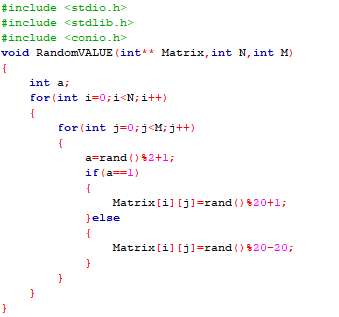 #include <stdio.h>
#include <stdlib.h>
#include <conio.h>
void RandomVALUE(int** Matrix,int N,int M)
{
    int a;
    for(int i=0;i<N;i++)
    {
        for(int j=0;j<M;j++)
        {
            a=rand()%2+1;
            if(a==1)
            {
                Matrix[i][j]=rand()%20+1;
            }else
            {
                Matrix[i][j]=rand()%20-20;
            }
        }
    }
}